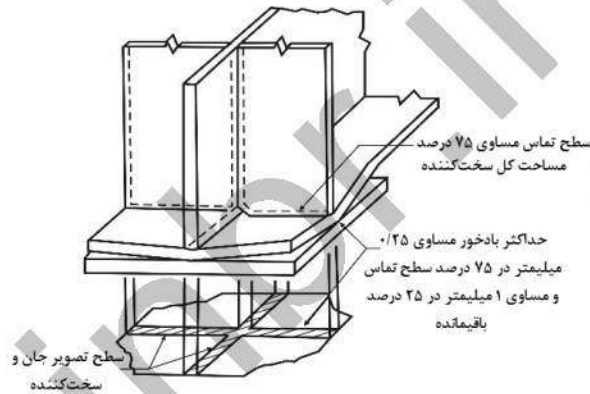 سطح تماس مساوی ۷۵ درصد
مساحت کل سخت‌کننده
حداکثر بادخور مساوی ۰/۲۵
میلیمتر در ۷۵ درصد سطح تماس
و مساوی ۱ میلیمتر در ۲۵ درصد
باقیمانده
سطح تصویر جان و
سخت‌کننده